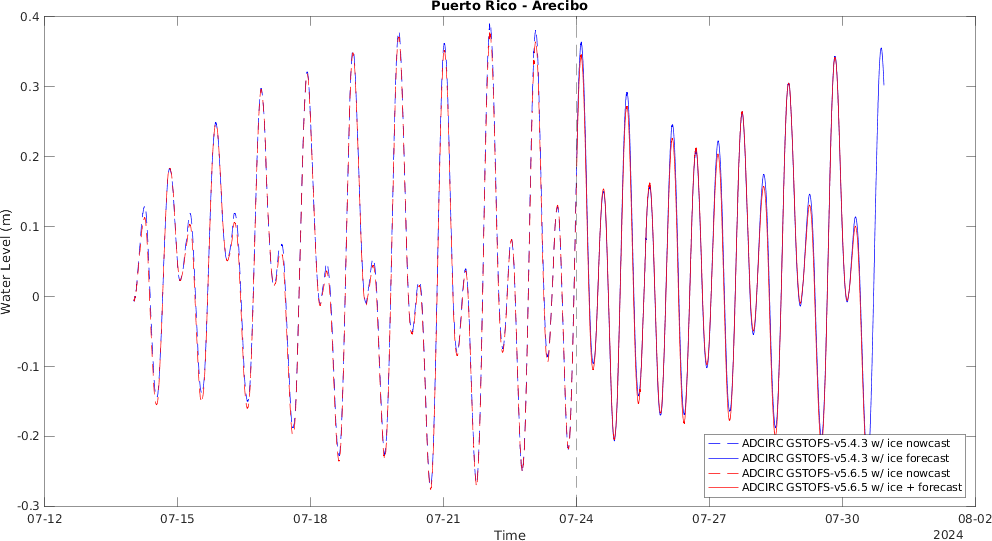 Puerto Rico - Arecibo
0.4
0.3
0.2
0.1
0
-0.1
-0.2
-0.3
Water Level (m)
ADCIRC GSTOFS-v5.4.3 w/ ice nowcast
ADCIRC GSTOFS-v5.4.3 w/ ice forecast
ADCIRC GSTOFS-v5.6.5 w/ ice nowcast
ADCIRC GSTOFS-v5.6.5 w/ ice + forecast
07-12 07-15 07-18 07-21 07-24 07-27 07-30 08-02
Time
2024